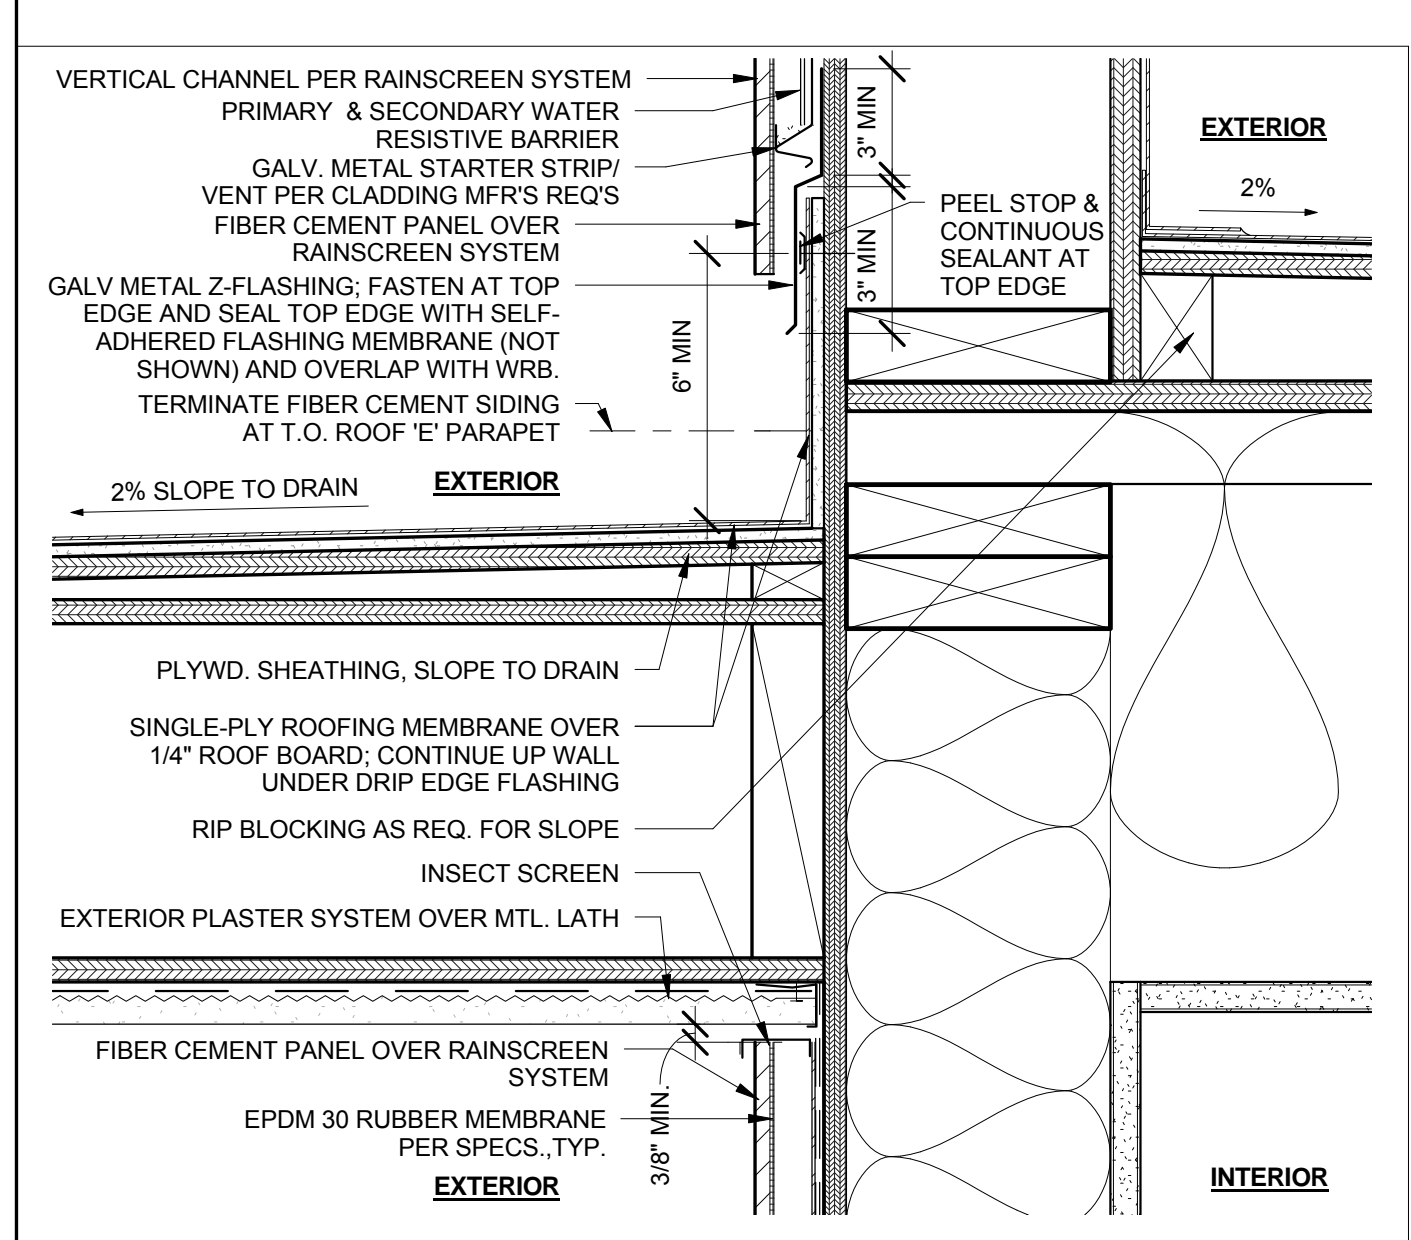 VERTICAL CHANNEL PER RAINSCREEN SYSTEM
PRIMARY & SECONDARY WATER
RESISTIVE BARRIER
GALV. METAL STARTER STRIP/
VENT PER CLADDING MFR'S REQ'S
FIBER CEMENT PANEL OVER
RAINSCREEN SYSTEM
GALV METAL Z-FLASHING; FASTEN AT TOP
EDGE AND SEAL TOP EDGE WITH SELF-
ADHERED FLASHING MEMBRANE (NOT
SHOWN) AND OVERLAP WITH WRB.
TERMINATE FIBER CEMENT SIDING
AT T.O. ROOF 'E' PARAPET
EXTERIOR
2% SLOPE TO DRAIN
6" MIN
3" MIN
3" MIN
PEEL STOP &
CONTINUOUS
SEALANT AT
TOP EDGE
EXTERIOR
2%
PLYWD. SHEATHING, SLOPE TO DRAIN
SINGLE-PLY ROOFING MEMBRANE OVER
1/4" ROOF BOARD; CONTINUE UP WALL
UNDER DRIP EDGE FLASHING
RIP BLOCKING AS REQ. FOR SLOPE
INSECT SCREEN
EXTERIOR PLASTER SYSTEM OVER MTL. LATH
FIBER CEMENT PANEL OVER RAINSCREEN
SYSTEM
EPDM 30 RUBBER MEMBRANE
PER SPECS.,TYP.
3/8" MIN.
EXTERIOR
INTERIOR